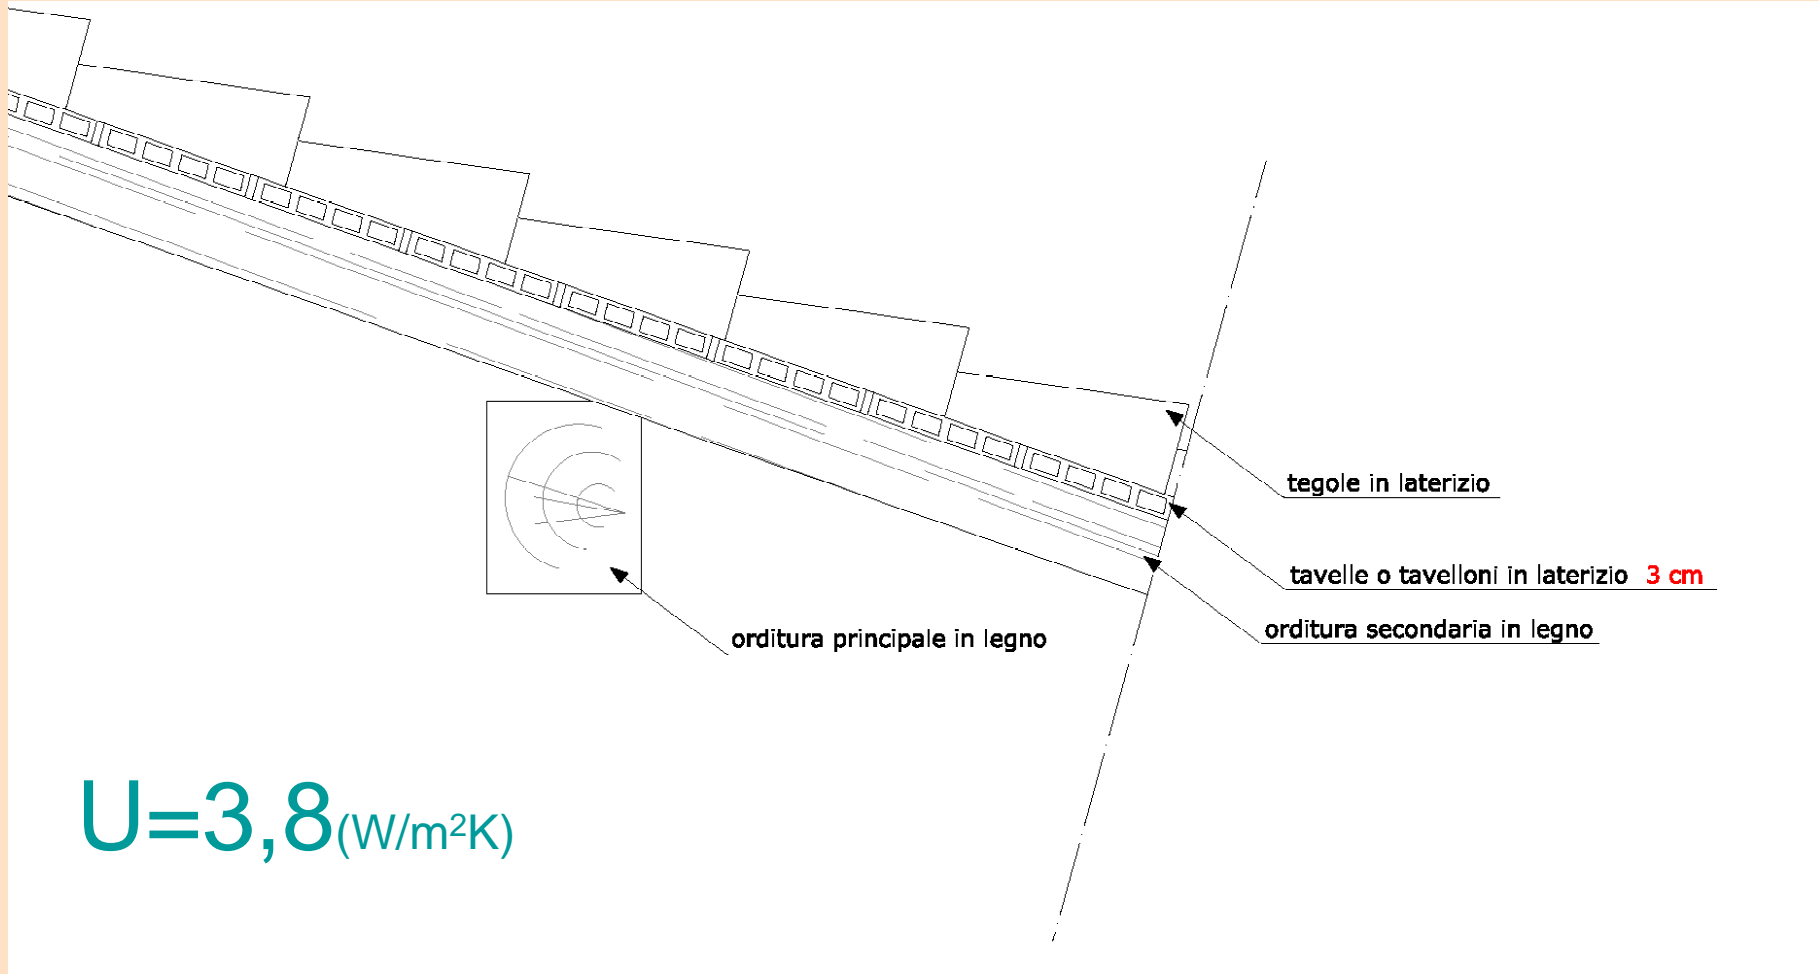 tegole in laterizio
tavelle o tavelloni in laterizio 3 cm
orditura secondaria in legno
orditura principale in legno
U=3,8(W/m²K)